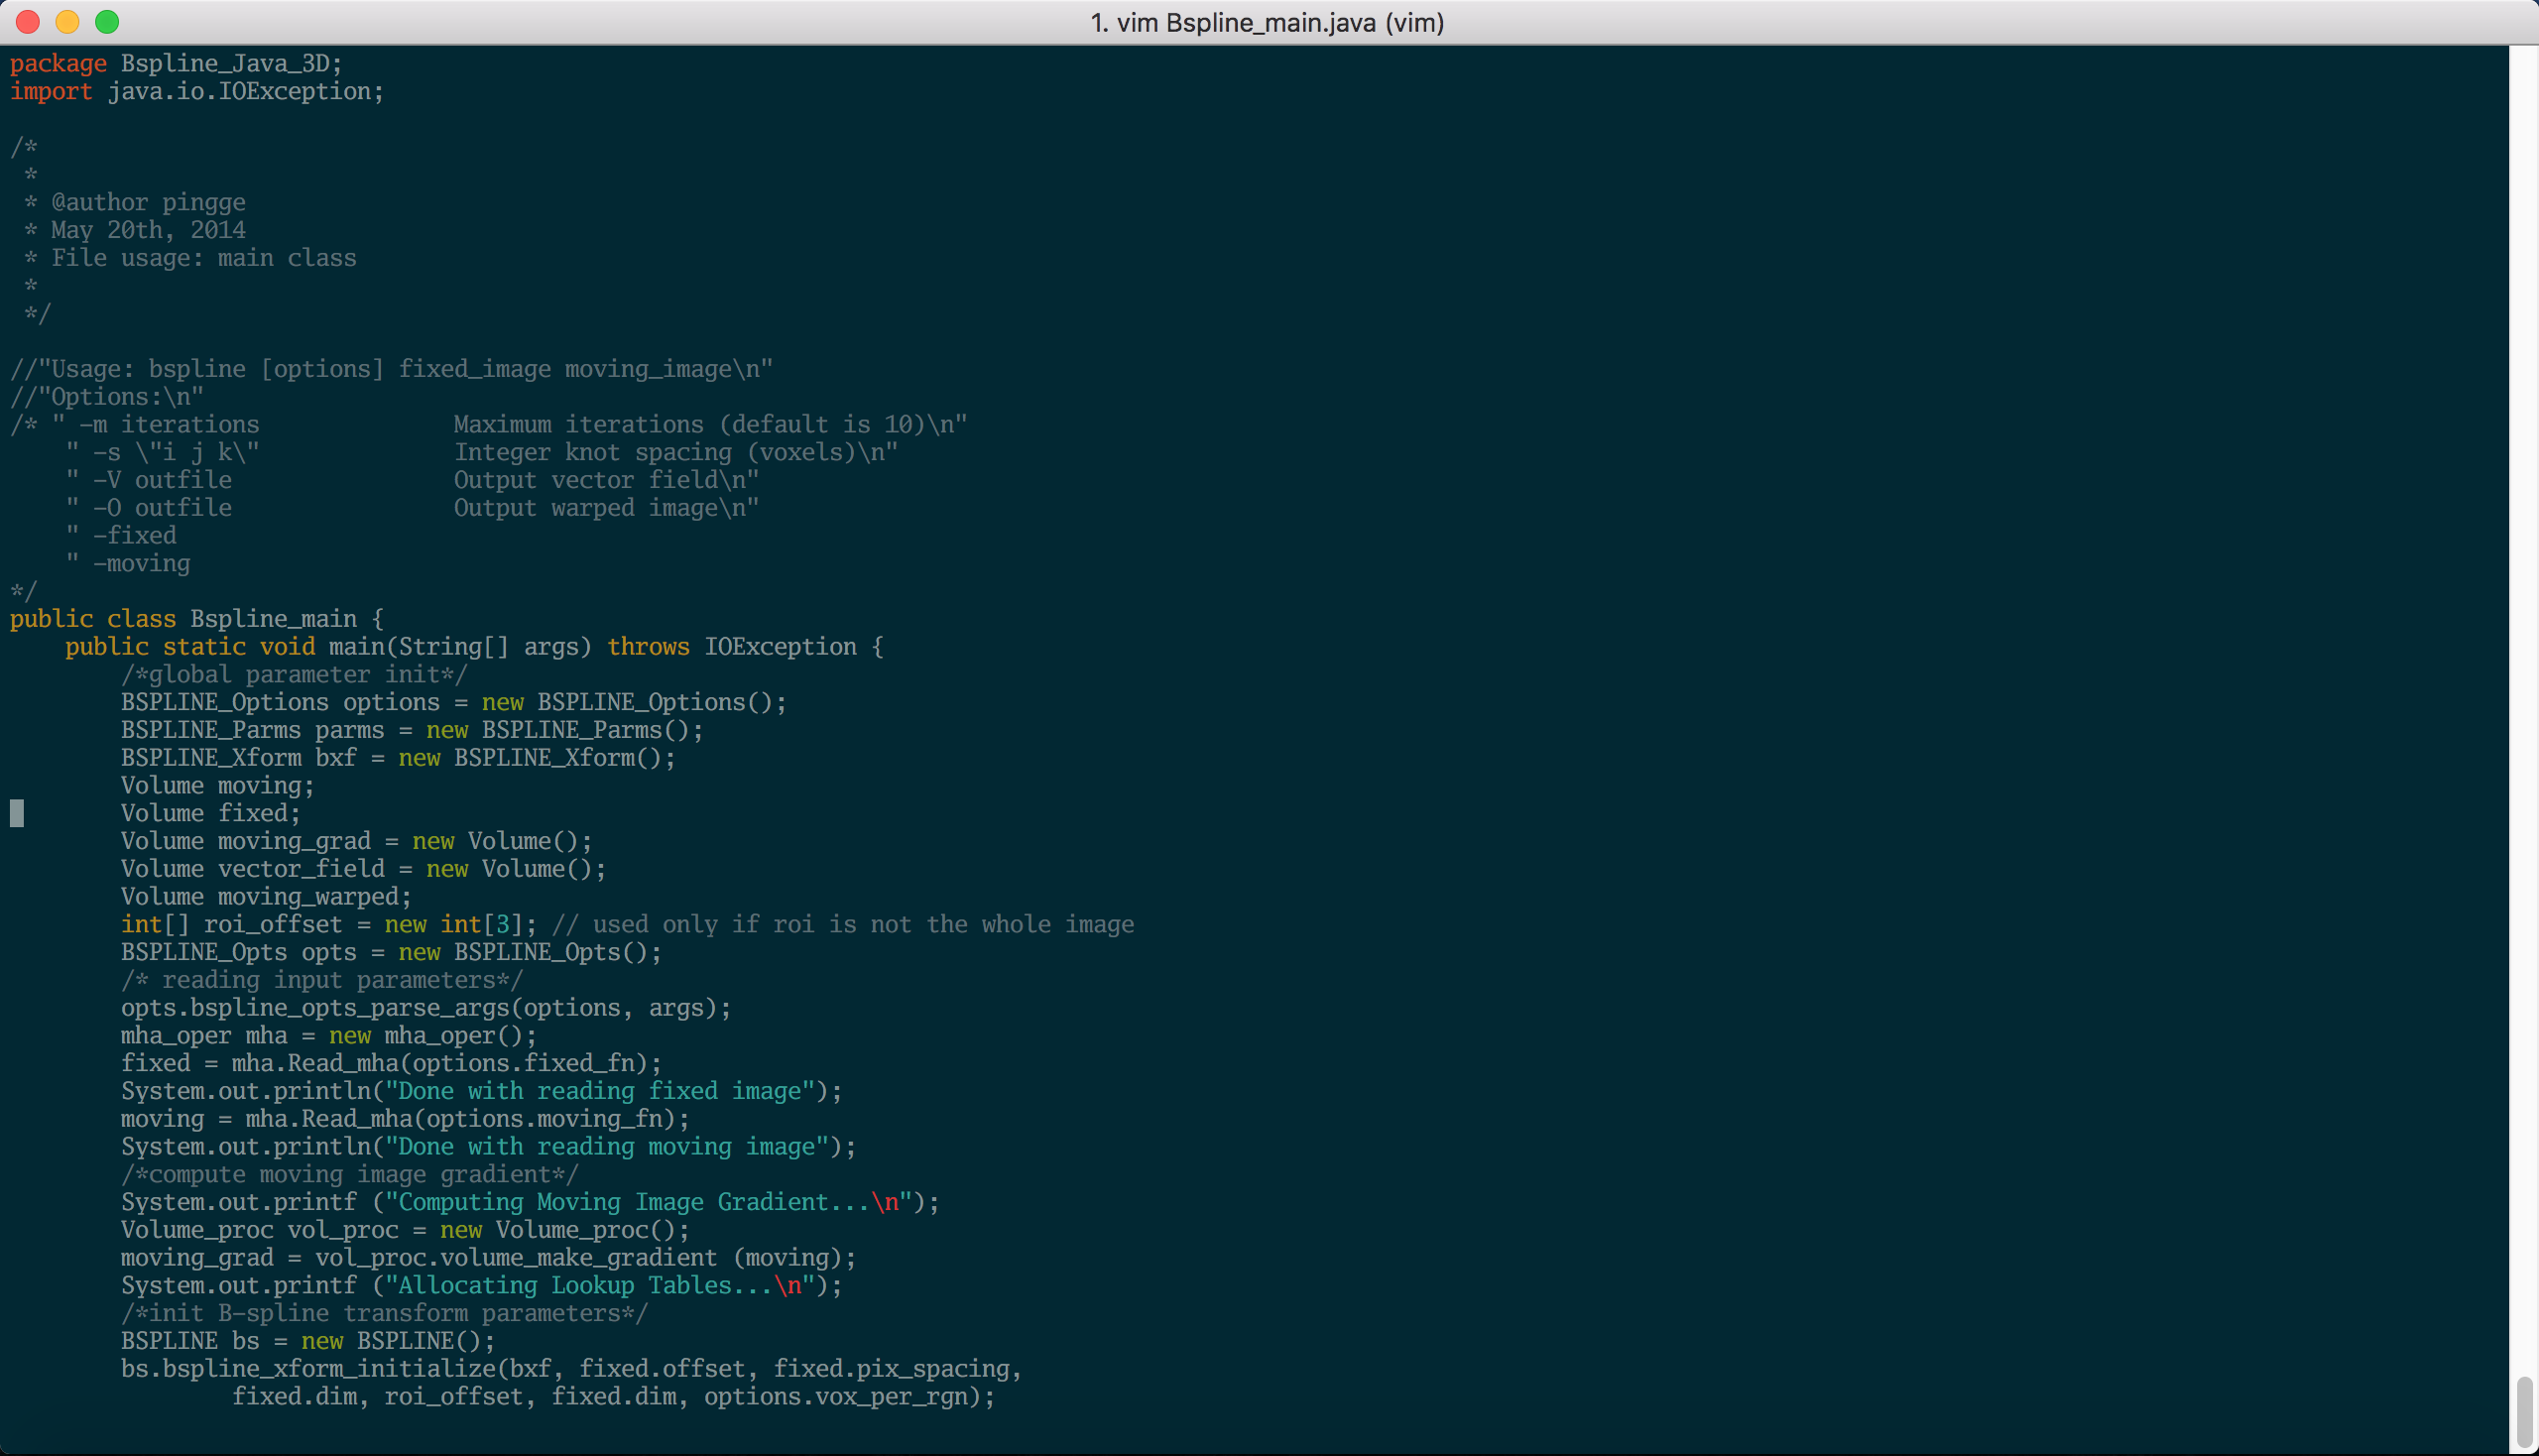 1. vim Bspline_main.java (vim)
package Bspline_Java_3D;
import java.io.IOException;

/*
 *
 * @author pingge
 * May 20th, 2014
 * File usage: main class
 *
 */

//"Usage: bspline [options] fixed_image moving_image\n"
//"Options:\n"
/* " -m iterations              Maximum iterations (default is 10)\n"
    " -s \"i j k\"              Integer knot spacing (voxels)\n"
    " -V outfile                Output vector field\n"
    " -O outfile                Output warped image\n"
    " -fixed
    " -moving
*/
public class Bspline_main {
    public static void main(String[] args) throws IOException {
        /*global parameter init*/
        BSPLINE_Options options = new BSPLINE_Options();
        BSPLINE_Parms parms = new BSPLINE_Parms();
        BSPLINE_Xform bxf = new BSPLINE_Xform();
        Volume moving;
        Volume fixed;
        Volume moving_grad = new Volume();
        Volume vector_field = new Volume();
        Volume moving_warped;
        int[] roi_offset = new int[3]; // used only if roi is not the whole image
        BSPLINE_Opts opts = new BSPLINE_Opts();
        /* reading input parameters*/
        opts.bspline_opts_parse_args(options, args);
        mha_oper mha = new mha_oper();
        fixed = mha.Read_mha(options.fixed_fn);
        System.out.println("Done with reading fixed image");
        moving = mha.Read_mha(options.moving_fn);
        System.out.println("Done with reading moving image");
        /*compute moving image gradient*/
        System.out.printf ("Computing Moving Image Gradient...\n");
        Volume_proc vol_proc = new Volume_proc();
        moving_grad = vol_proc.volume_make_gradient (moving);
        System.out.printf ("Allocating Lookup Tables...\n");
        /*init B-spline transform parameters*/
        BSPLINE bs = new BSPLINE();
        bs.bspline_xform_initialize(bxf, fixed.offset, fixed.pix_spacing,
                fixed.dim, roi_offset, fixed.dim, options.vox_per_rgn);